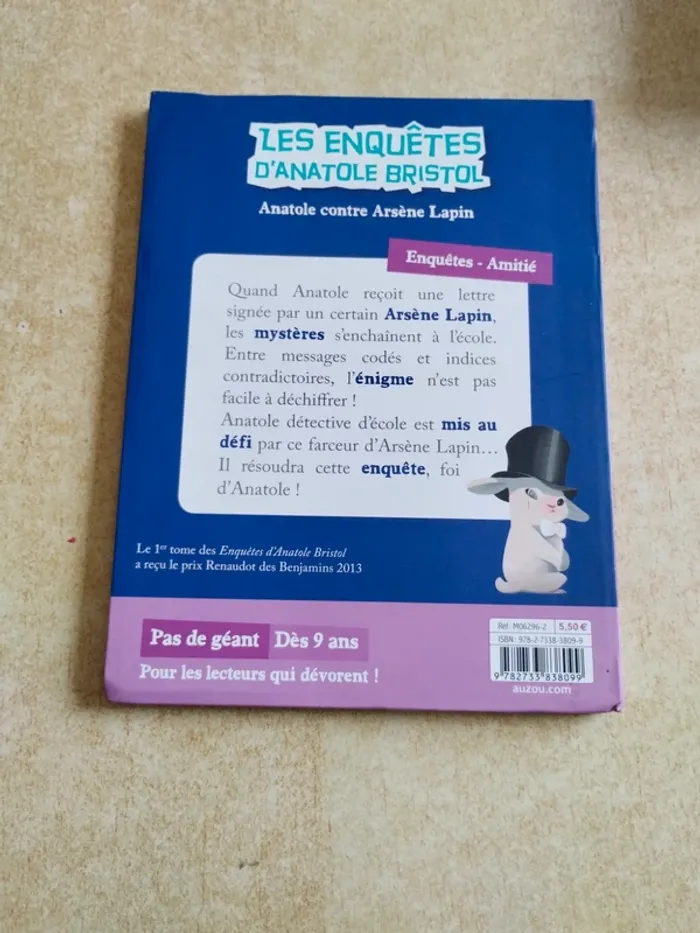 LES ENQUÊTES
D'ANATOLE BRISTOL
Anatole contre Arsène Lapin
Enquêtes - Amitié
Quand Anatole reçoit une lettre
signée par un certain Arsène Lapin,
les mystères s'enchaînent à l'école.
Entre messages codés et indices
contradictoires, l'énigme n'est pas
facile à déchiffrer !
Anatole détective d'école est mis au
défi par ce farceur d'Arsène Lapin...
Il résoudra cette enquête, foi
d'Anatole !
Le 1er tome des Enquêtes d'Anatole Bristol
a reçu le prix Renaudot des Benjamins 2013
Pas de géant Dès 9 ans
Pour les lecteurs qui dévorent !
Réf. M06296-2 5,50 €
ISBN: 978-2-7338-3809-9
9 782733 838099
auzou.com